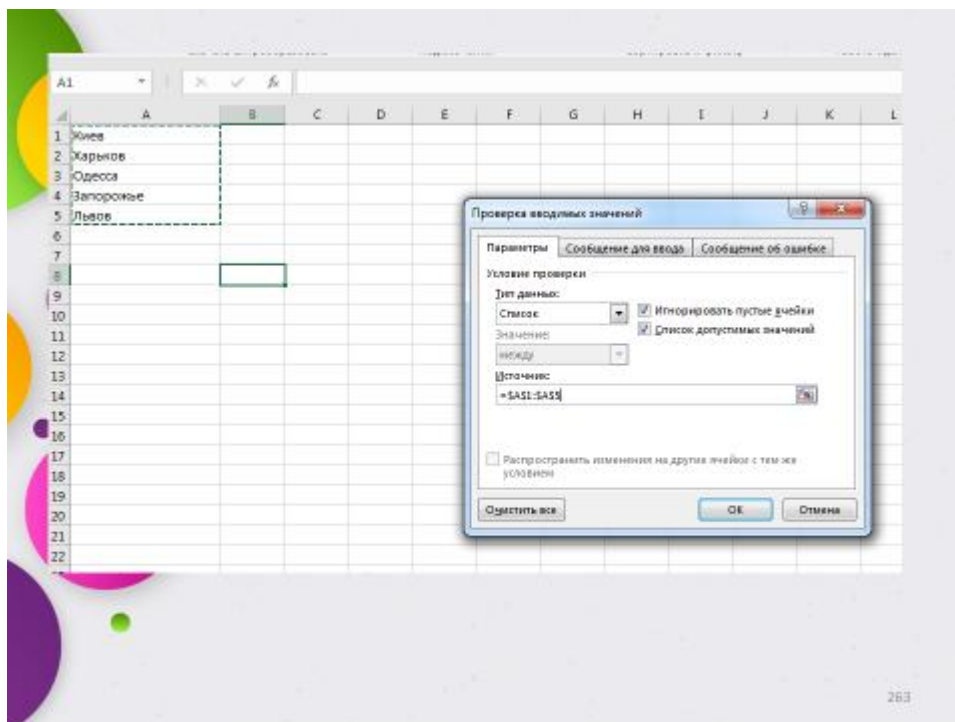 A1
A B C D E F G H I J K L
1 Киев
2 Харьков
3 Одесса
4 Запорожье
5 Львов
6
7
8
9
10
11
12
13
14
15
16
17
18
19
20
21
22
Проверка вводимых значений
Параметры Сообщение для ввода Сообщение об ошибке
Условие проверки
Тип данных:
Список
Игнорировать пустые ячейки
Значение:
Список допустимых значений
между
Источник:
=$A$1:$A$5
Распространить изменения на другие ячейки с тем же
условием
Очистить все ОК Отмена
263